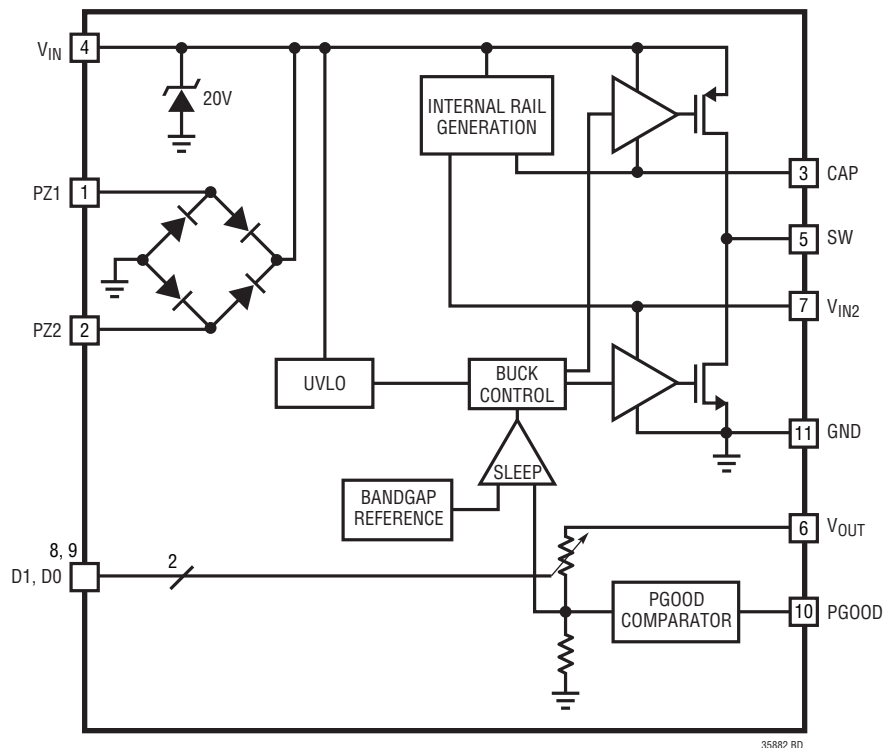 VIN 4
20V
INTERNAL RAIL
GENERATION
PZ1 1
3 CAP
5 SW
7 VIN2
PZ2 2
UVLO
BUCK
CONTROL
11 GND
SLEEP
BANDGAP
REFERENCE
6 VOUT
8, 9
D1, D0
2
PGOOD
COMPARATOR
10 PGOOD
35882 BD